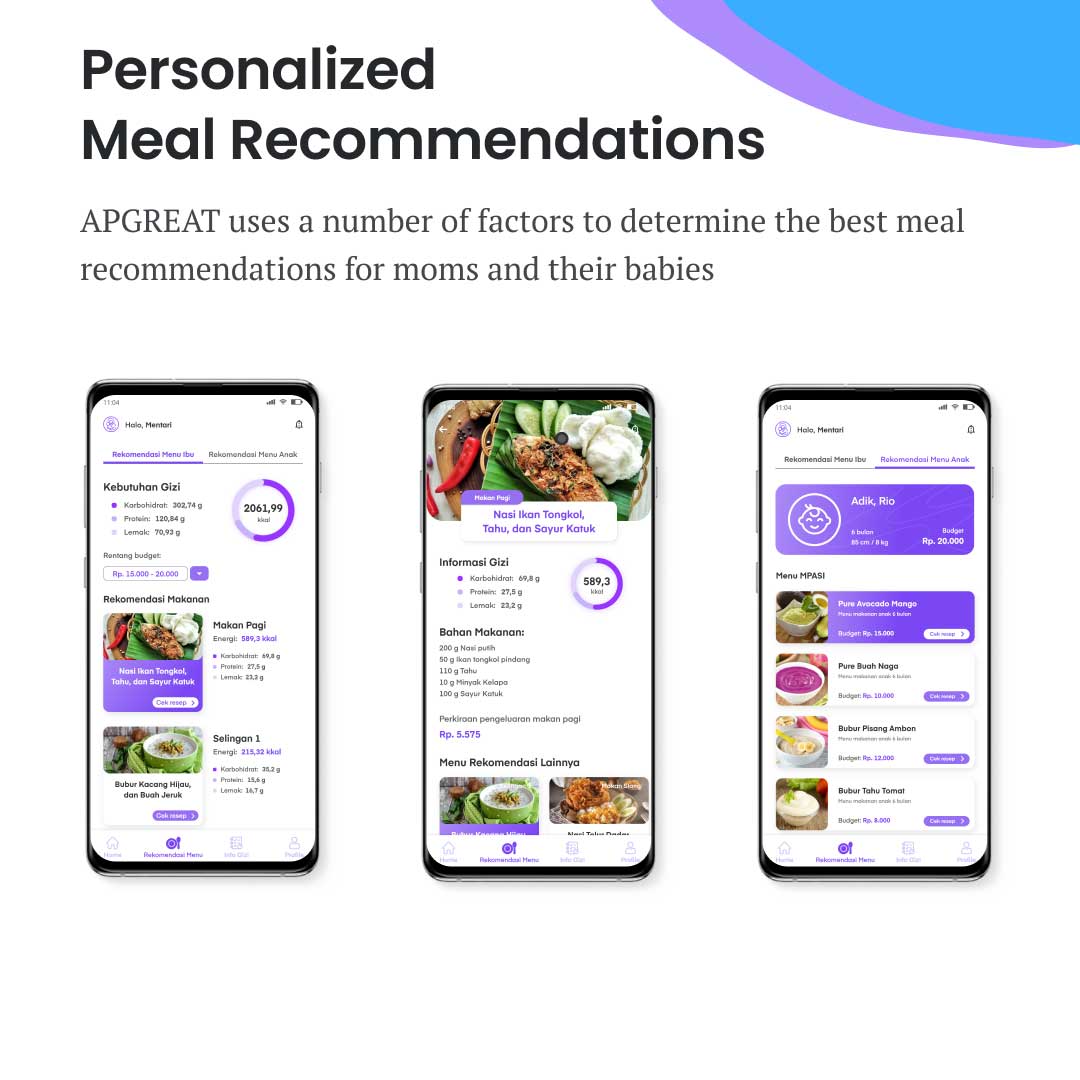 Personalized
Meal Recommendations
APGREAT uses a number of factors to determine the best meal
recommendations for moms and their babies
11:04
Halo, Mentari
Rekomendasi Menu Ibu Rekomendasi Menu Anak
Kebutuhan Gizi
Karbohidrat: 302,74 g
Protein: 120,84 g
Lemak: 70,93 g
2061,99
kkal
Rentang budget:
Rp. 15.000 - 20.000
Rekomendasi Makanan
Nasi Ikan Tongkol,
Tahu, dan Sayur Katuk
Cek resep
Makan Pagi
Energi: 589,3 kkal
Karbohidrat: 69,8 g
Protein: 27,5 g
Lemak: 23,2 g
Bubur Kacang Hijau,
dan Buah Jeruk
Cek resep
Selingan 1
Energi: 215,32 kkal
Karbohidrat: 35,2 g
Protein: 15,6 g
Lemak: 16,7 g
Home
Rekomendasi Menu
Info Gizi
Profile
Makan Pagi
Nasi Ikan Tongkol,
Tahu, dan Sayur Katuk
Informasi Gizi
Karbohidrat: 69,8 g
Protein: 27,5 g
Lemak: 23,2 g
589,3
kkal
Bahan Makanan:
200 g Nasi putih
50 g Ikan tongkol pindang
110 g Tahu
10 g Minyak Kelapa
100 g Sayur Katuk
Perkiraan pengeluaran makan pagi
Rp. 5.575
Menu Rekomendasi Lainnya
Makan Siang
Bubur Kacang Hijau
Nasi Telur Dadar
Home
Rekomendasi Menu
Info Gizi
Profile
11:04
Halo, Mentari
Rekomendasi Menu Ibu Rekomendasi Menu Anak
Adik, Rio
6 bulan
85 cm / 8 kg
Budget
Rp. 20.000
Menu MPASI
Pure Avocado Mango
Menu makanan anak 6 bulan
Budget: Rp. 15.000
Cek resep
Pure Buah Naga
Menu makanan anak 6 bulan
Budget: Rp. 10.000
Cek resep
Bubur Pisang Ambon
Menu makanan anak 6 bulan
Budget: Rp. 12.000
Cek resep
Bubur Tahu Tomat
Menu makanan anak 6 bulan
Budget: Rp. 8.000
Cek resep
Home
Rekomendasi Menu
Info Gizi
Profile